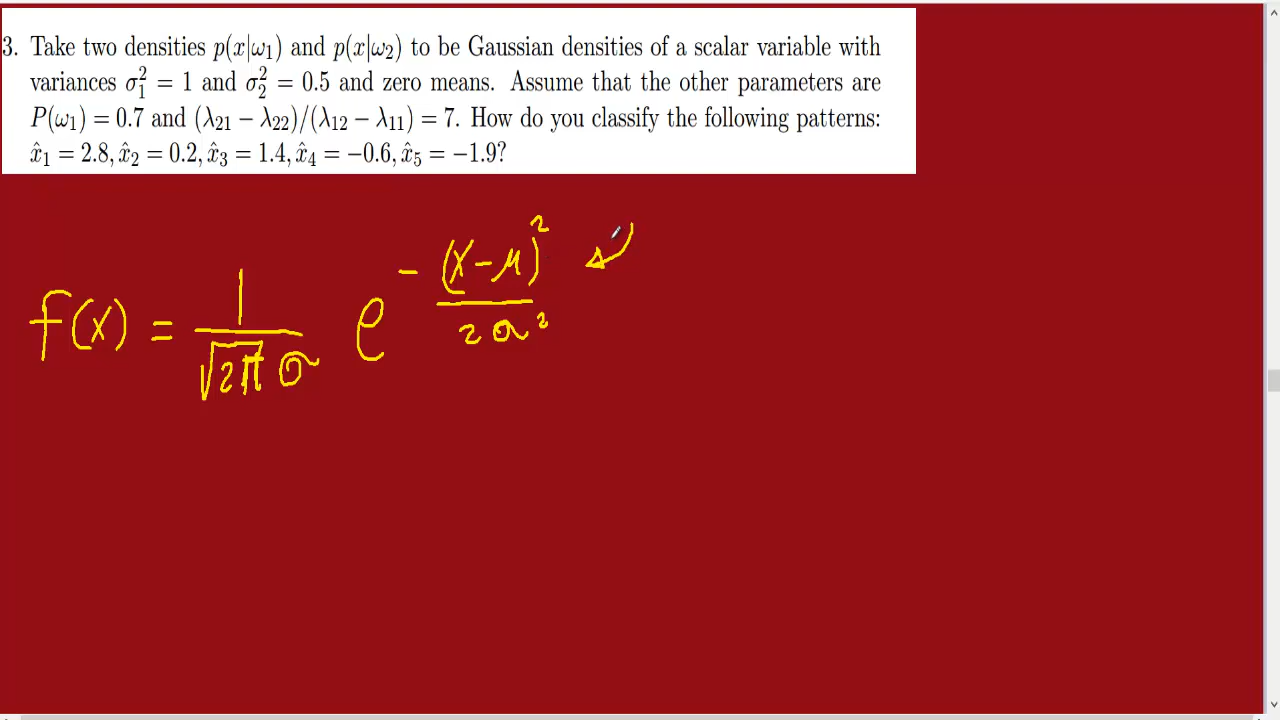 3. Take two densities p(x|ω₁) and p(x|ω₂) to be Gaussian densities of a scalar variable with
variances σ₁² = 1 and σ₂² = 0.5 and zero means. Assume that the other parameters are
P(ω₁) = 0.7 and (λ₂₁ − λ₂₂)/(λ₁₂ − λ₁₁) = 7. How do you classify the following patterns:
x̂₁ = 2.8, x̂₂ = 0.2, x̂₃ = 1.4, x̂₄ = −0.6, x̂₅ = −1.9?
f(x) = 1/(√2π σ) e^(−(x−μ)²/2σ²)